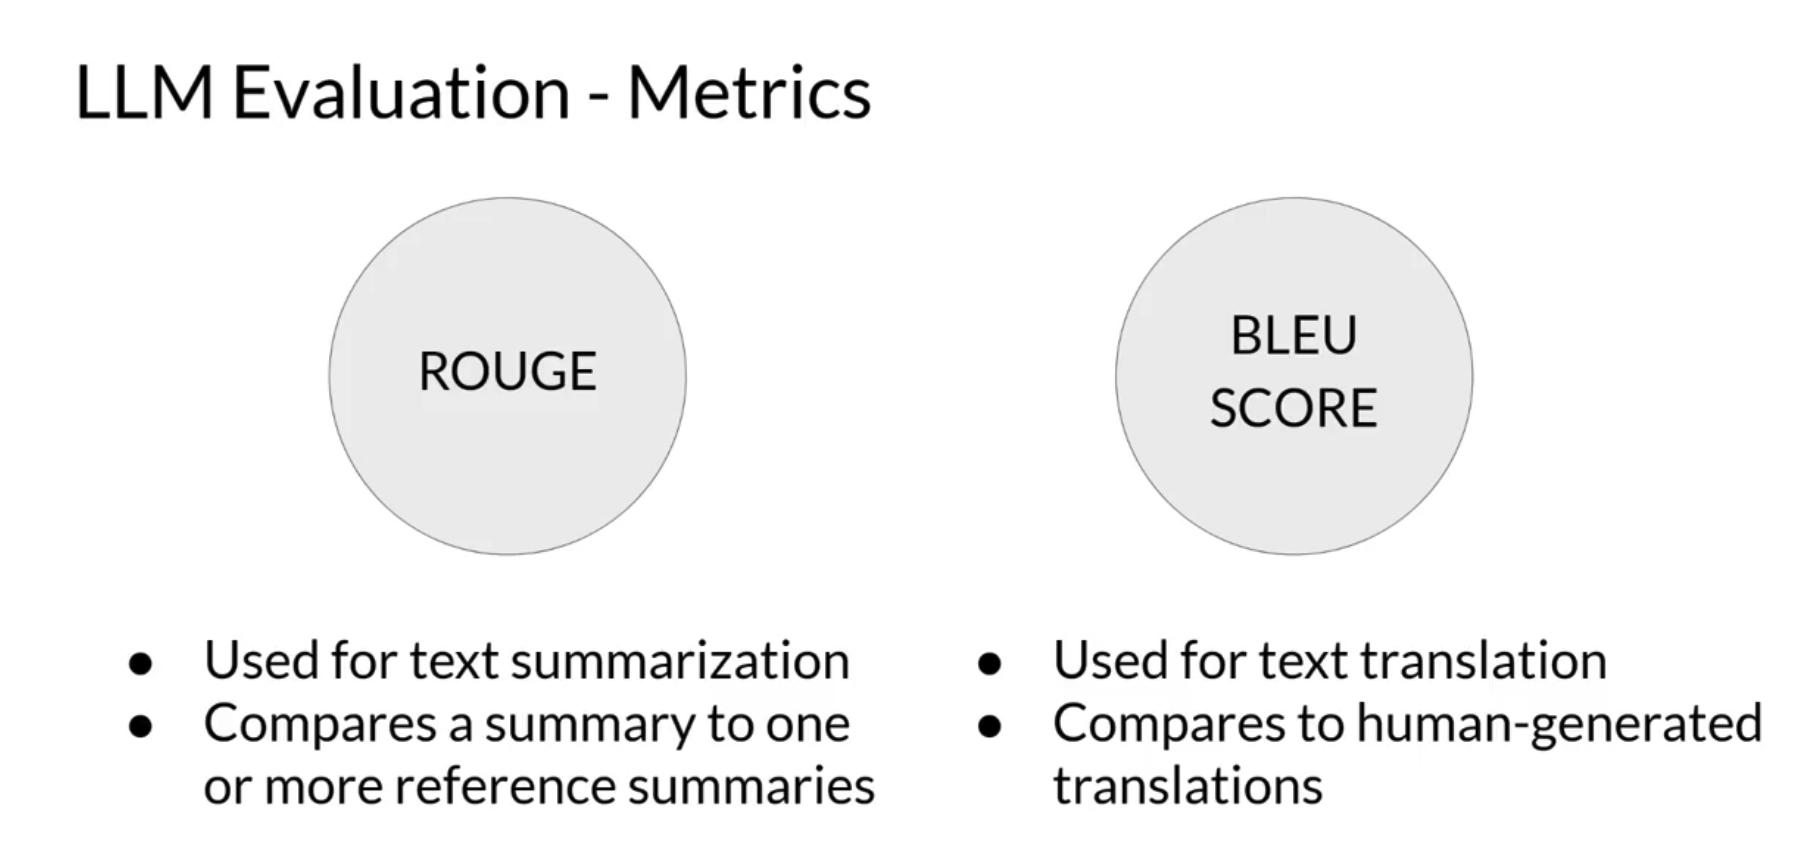 LLM Evaluation - Metrics
ROUGE
BLEU
SCORE
● Used for text summarization
● Compares a summary to one
or more reference summaries
● Used for text translation
● Compares to human-generated
translations